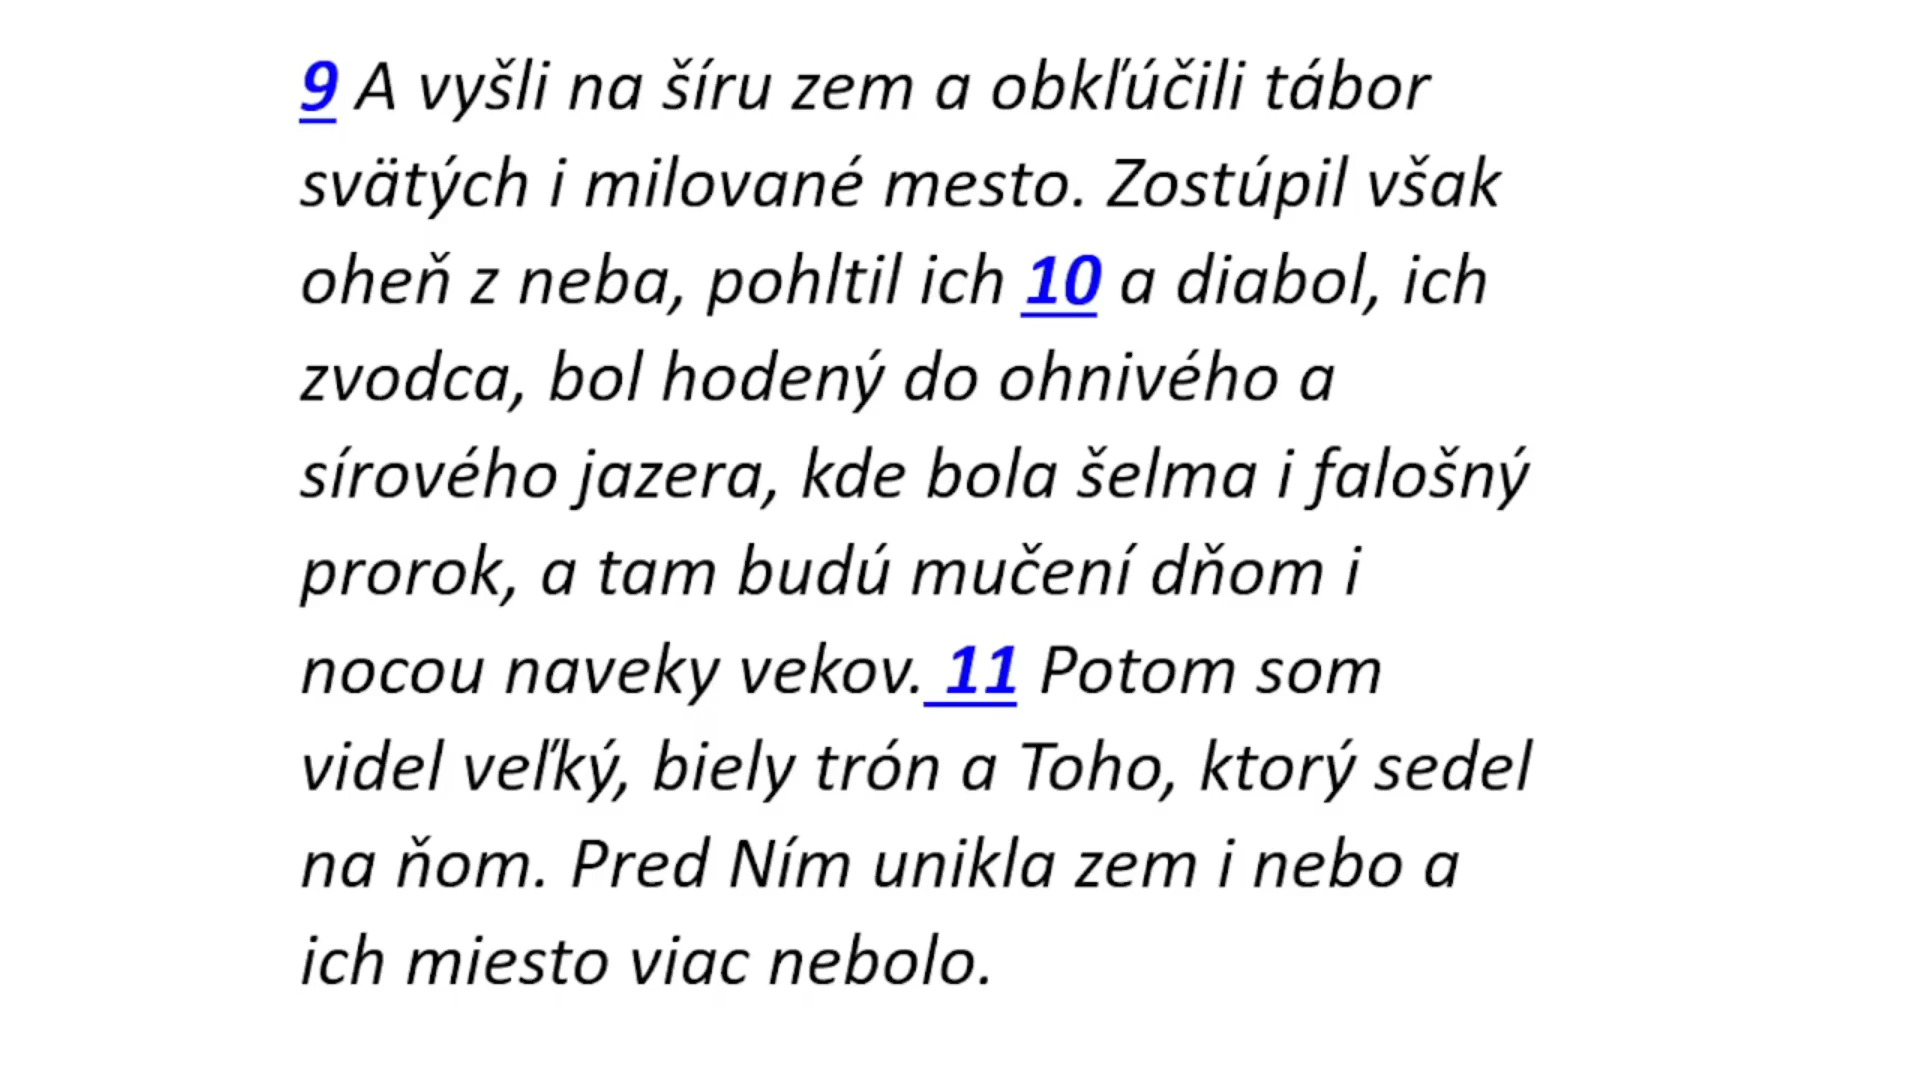 9 A vyšli na šíru zem a obkľúčili tábor
svätých i milované mesto. Zostúpil však
oheň z neba, pohltil ich 10 a diabol, ich
zvodca, bol hodený do ohnivého a
sírového jazera, kde bola šelma i falošný
prorok, a tam budú mučení dňom i
nocou naveky vekov. 11 Potom som
videl veľký, biely trón a Toho, ktorý sedel
na ňom. Pred Ním unikla zem i nebo a
ich miesto viac nebolo.